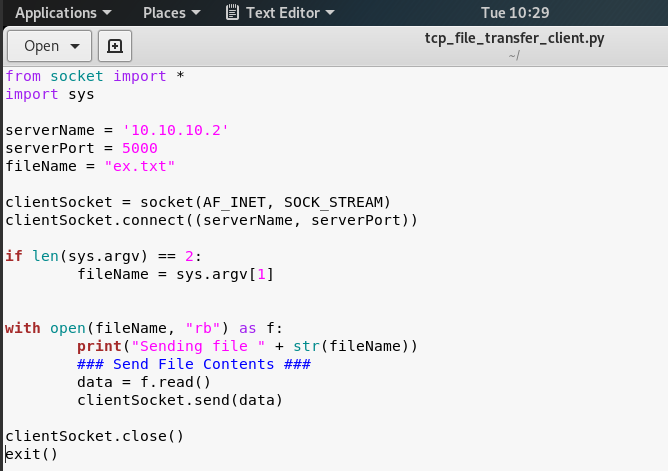 Applications Places Text Editor Tue 10:29
Open tcp_file_transfer_client.py
~/
from socket import *
import sys

serverName = '10.10.10.2'
serverPort = 5000
fileName = "ex.txt"

clientSocket = socket(AF_INET, SOCK_STREAM)
clientSocket.connect((serverName, serverPort))

if len(sys.argv) == 2:
        fileName = sys.argv[1]


with open(fileName, "rb") as f:
        print("Sending file " + str(fileName))
        ### Send File Contents ###
        data = f.read()
        clientSocket.send(data)

clientSocket.close()
exit()